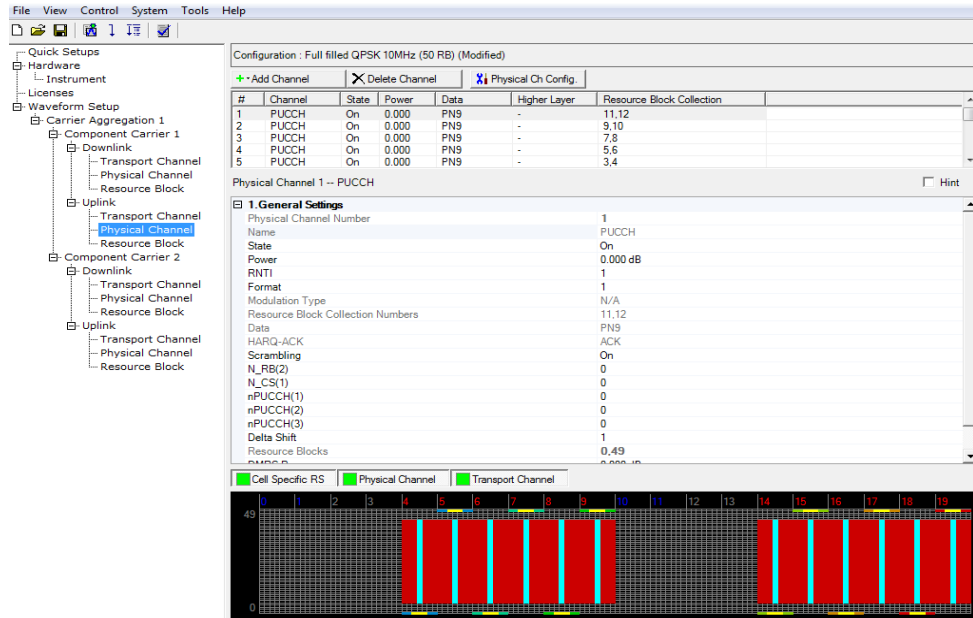 File View Control System Tools Help
Quick Setups
Hardware
Instrument
Licenses
Waveform Setup
Carrier Aggregation 1
Component Carrier 1
Downlink
Transport Channel
Physical Channel
Resource Block
Uplink
Transport Channel
Physical Channel
Resource Block
Component Carrier 2
Downlink
Transport Channel
Physical Channel
Resource Block
Uplink
Transport Channel
Physical Channel
Resource Block
Configuration : Full filled QPSK 10MHz (50 RB) (Modified)
Add Channel Delete Channel Physical Ch Config.
# Channel State Power Data Higher Layer Resource Block Collection
1 PUCCH On 0.000 PN9 - 11,12
2 PUCCH On 0.000 PN9 - 9,10
3 PUCCH On 0.000 PN9 - 7,8
4 PUCCH On 0.000 PN9 - 5,6
5 PUCCH On 0.000 PN9 - 3,4
Physical Channel 1 -- PUCCH Hint
1.General Settings
Physical Channel Number 1
Name PUCCH
State On
Power 0.000 dB
RNTI 1
Format 1
Modulation Type N/A
Resource Block Collection Numbers 11,12
Data PN9
HARQ-ACK ACK
Scrambling On
N_RB(2) 0
N_CS(1) 0
nPUCCH(1) 0
nPUCCH(2) 0
nPUCCH(3) 0
Delta Shift 1
Resource Blocks 0,49
Cell Specific RS Physical Channel Transport Channel
0 1 2 3 4 5 6 7 8 9 10 11 12 13 14 15 16 17 18 19
49
0